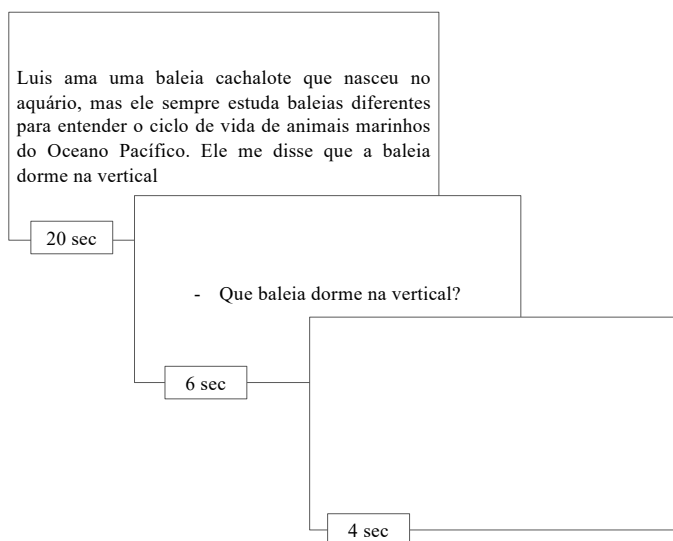 Luis ama uma baleia cachalote que nasceu no
aquário, mas ele sempre estuda baleias diferentes
para entender o ciclo de vida de animais marinhos
do Oceano Pacífico. Ele me disse que a baleia
dorme na vertical
20 sec
- Que baleia dorme na vertical?
6 sec
4 sec